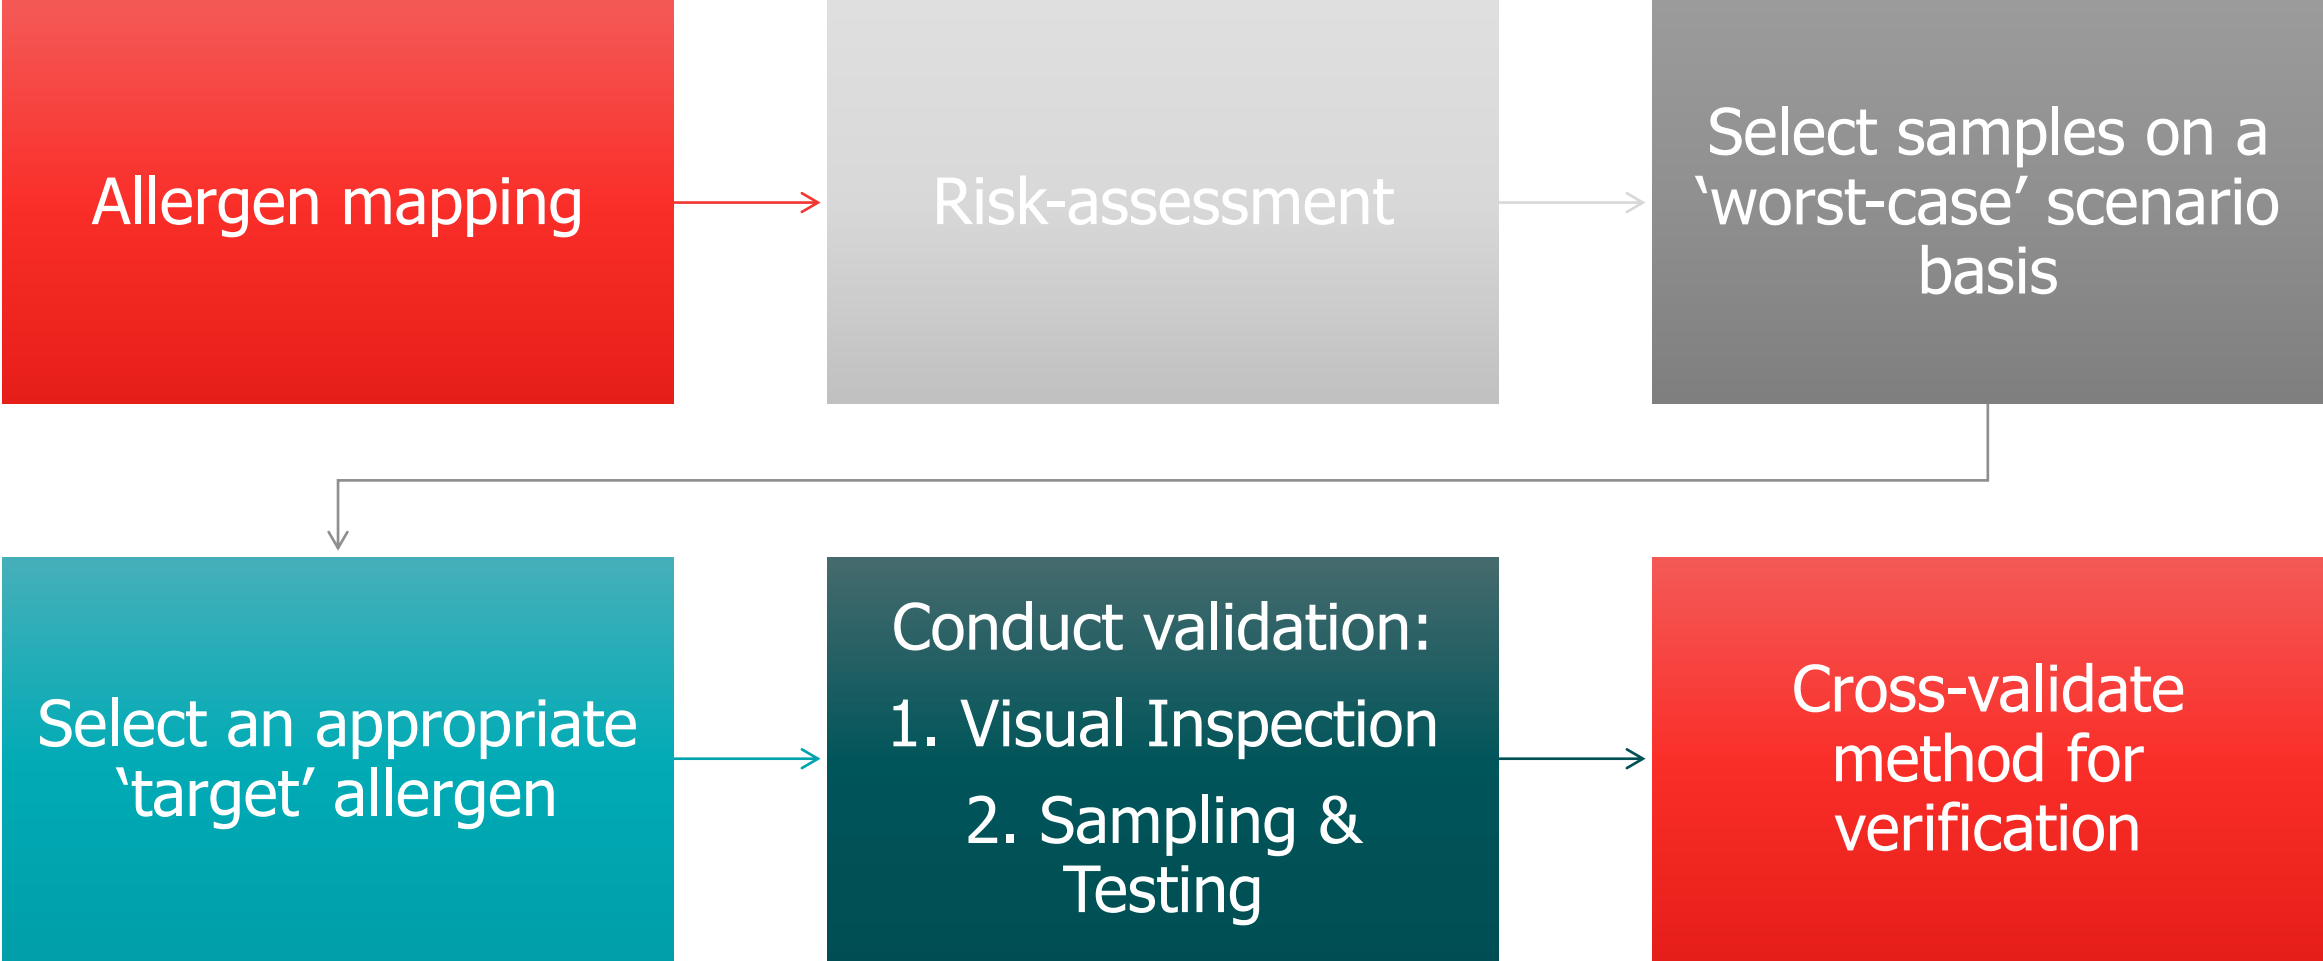 Allergen mapping
Risk-assessment
Select samples on a
‘worst-case’ scenario
basis
Select an appropriate
‘target’ allergen
Conduct validation:
1. Visual Inspection
2. Sampling &
Testing
Cross-validate
method for
verification